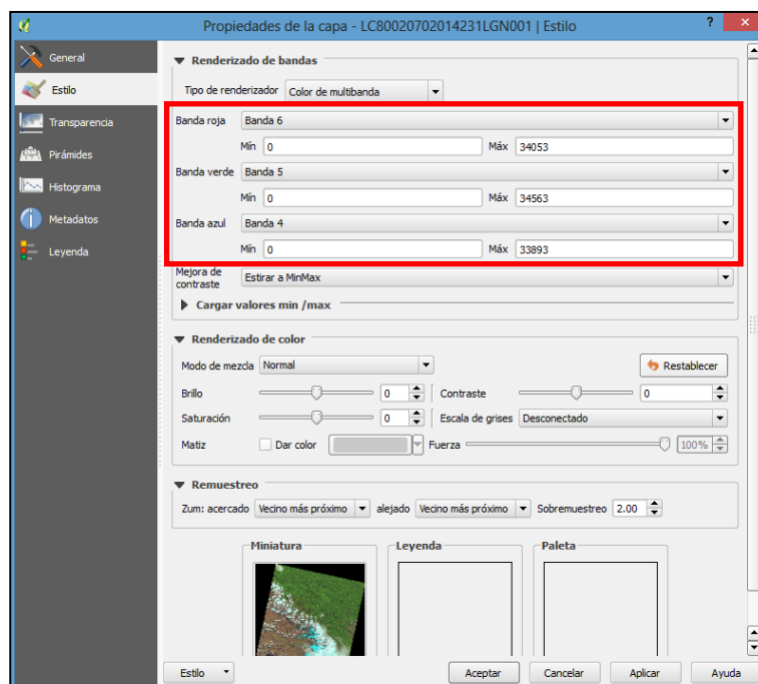 Propiedades de la capa - LC80020702014231LGN001 | Estilo ? x
General
Estilo
Transparencia
Pirámides
Histograma
Metadatos
Leyenda
Renderizado de bandas
Tipo de renderizador Color de multibanda
Banda roja Banda 6
Mín 0 Máx 34053
Banda verde Banda 5
Mín 0 Máx 34563
Banda azul Banda 4
Mín 0 Máx 33893
Mejora de contraste Estirar a MinMax
Cargar valores min /max
Renderizado de color
Modo de mezcla Normal Restablecer
Brillo 0 Contraste 0
Saturación 0 Escala de grises Desconectado
Matiz Dar color Fuerza 100%
Remuestreo
Zum: acercado Vecino más próximo alejado Vecino más próximo Sobremuestreo 2.00
Miniatura Leyenda Paleta
Estilo Aceptar Cancelar Aplicar Ayuda